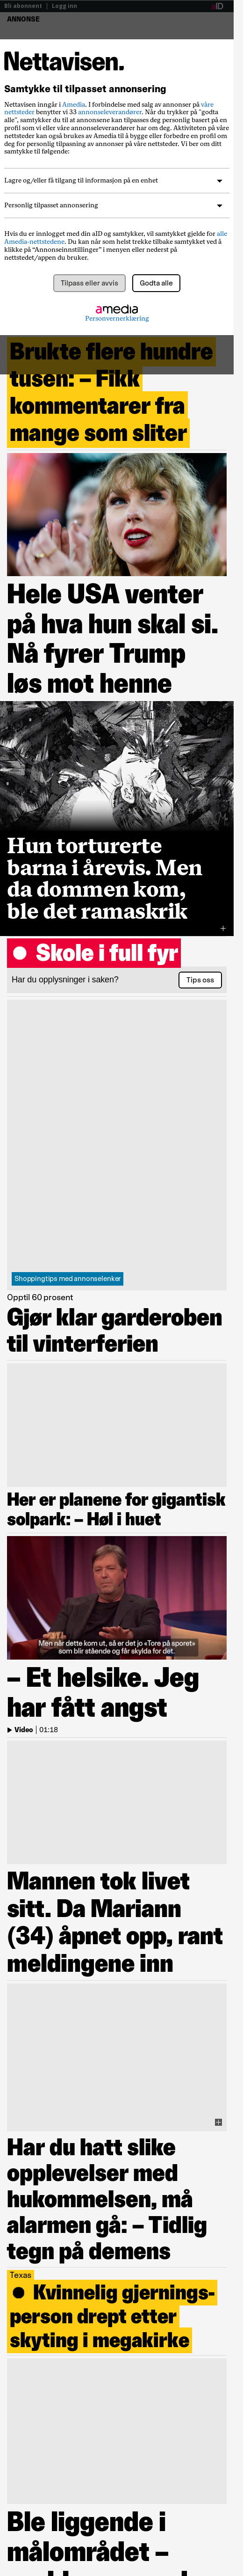 Bli abonnent | Logg inn
aID
ANNONSE
Nettavisen.
Samtykke til tilpasset annonsering
Nettavisen inngår i Amedia. I forbindelse med salg av annonser på våre
nettsteder benytter vi 33 annonseleverandører. Når du trykker på "godta
alle", samtykker du til at annonsører kan tilpasse deg personlig basert på en
profil som vi eller våre annonseleverandører har om deg. Aktiviteten på våre
nettsteder kan også brukes av Amedia til å bygge eller forbedre en profil om
deg for personlig tilpasning av annonser på våre nettsteder. Vi ber om ditt
samtykke til følgende:
Lagre og/eller få tilgang til informasjon på en enhet
Personlig tilpasset annonsering
Hvis du er innlogget med din aID og samtykker, vil samtykket gjelde for alle
Amedia-nettstedene. Du kan når som helst trekke tilbake samtykket ved å
klikke på “Annonseinnstillinger” i menyen eller nederst på
nettstedet/appen du bruker.
Tilpass eller avvis
Godta alle
amedia
Personvernerklæring
Brukte flere hundre
tusen: – Fikk
kommentarer fra
mange som sliter
Hele USA venter
på hva hun skal si.
Nå fyrer Trump
løs mot henne
Hun torturerte
barna i årevis. Men
da dommen kom,
ble det ramaskrik
Skole i full fyr
Har du opplysninger i saken?
Tips oss
Shoppingtips med annonselenker
Opptil 60 prosent
Gjør klar garderoben
til vinterferien
Her er planene for gigantisk
solpark: – Høl i huet
Men når dette kom ut, så er det jo «Tore på sporet»
som blir stående og får skylda for det.
– Et helsike. Jeg
har fått angst
Video | 01:18
Mannen tok livet
sitt. Da Mariann
(34) åpnet opp, rant
meldingene inn
Har du hatt slike
opplevelser med
hukommelsen, må
alarmen gå: – Tidlig
tegn på demens
Texas
Kvinnelig gjernings-
person drept etter
skyting i megakirke
Ble liggende i
målområdet –